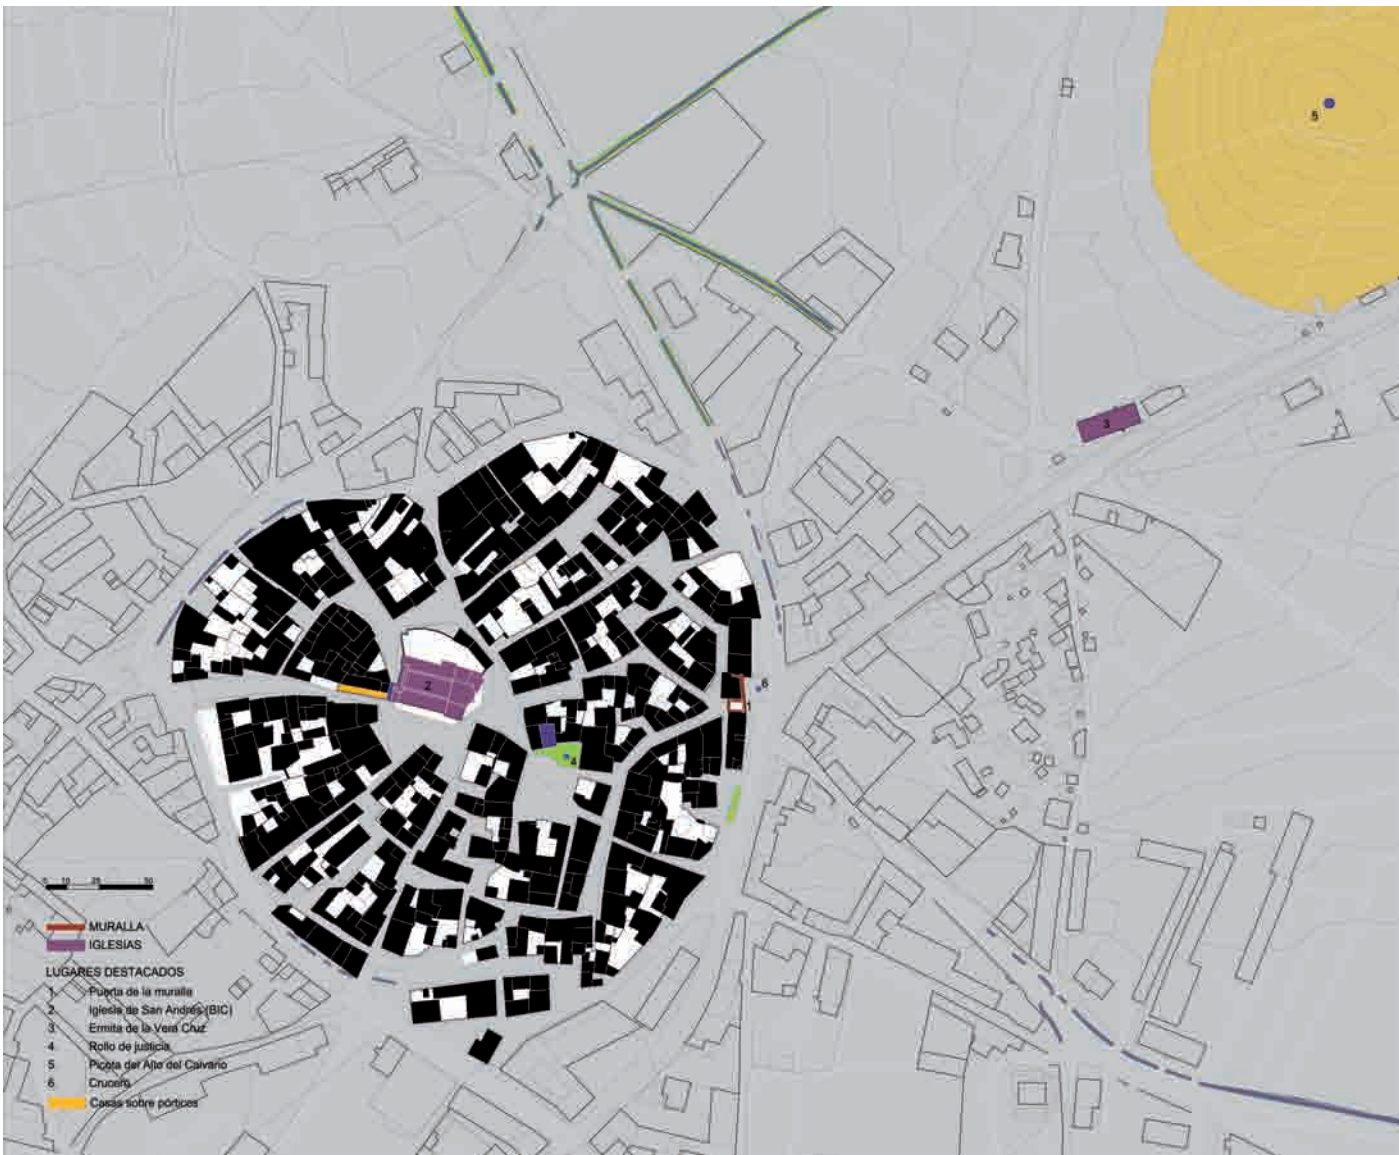 5
3
2
6
1
4
0 10 25 50
MURALLA
IGLESIAS
LUGARES DESTACADOS
1 Puerta de la muralla
2 Iglesia de San Andrés (BIC)
3 Ermita de la Vera Cruz
4 Rollo de justicia
5 Picota del Alto del Calvario
6 Crucero
Casas sobre pórticos